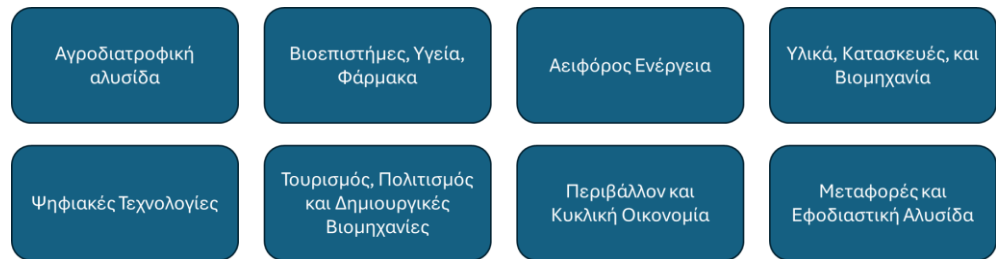 Αγροδιατροφική
αλυσίδα
Βιοεπιστήμες, Υγεία,
Φάρμακα
Αειφόρος Ενέργεια
Υλικά, Κατασκευές, και
Βιομηχανία
Ψηφιακές Τεχνολογίες
Τουρισμός, Πολιτισμός
και Δημιουργικές
Βιομηχανίες
Περιβάλλον και
Κυκλική Οικονομία
Μεταφορές και
Εφοδιαστική Αλυσίδα